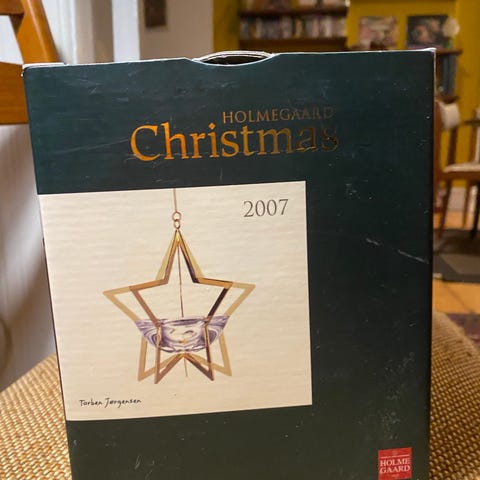 HOLMEGAARD
Christmas
2007
Torben Jørgensen
HOLME
GAARD